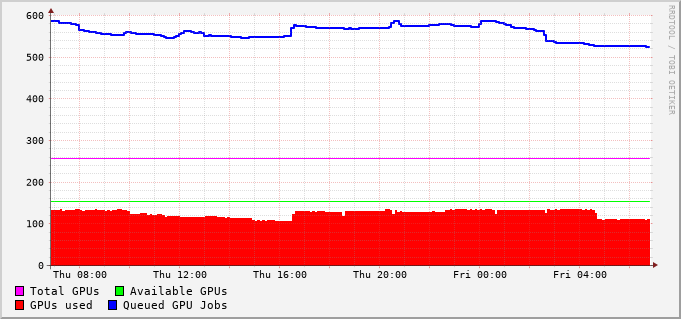 600
500
400
300
200
100
0
Thu 08:00 Thu 12:00 Thu 16:00 Thu 20:00 Fri 00:00 Fri 04:00
Total GPUs Available GPUs
GPUs used Queued GPU Jobs
RRDTOOL / TOBI OETIKER